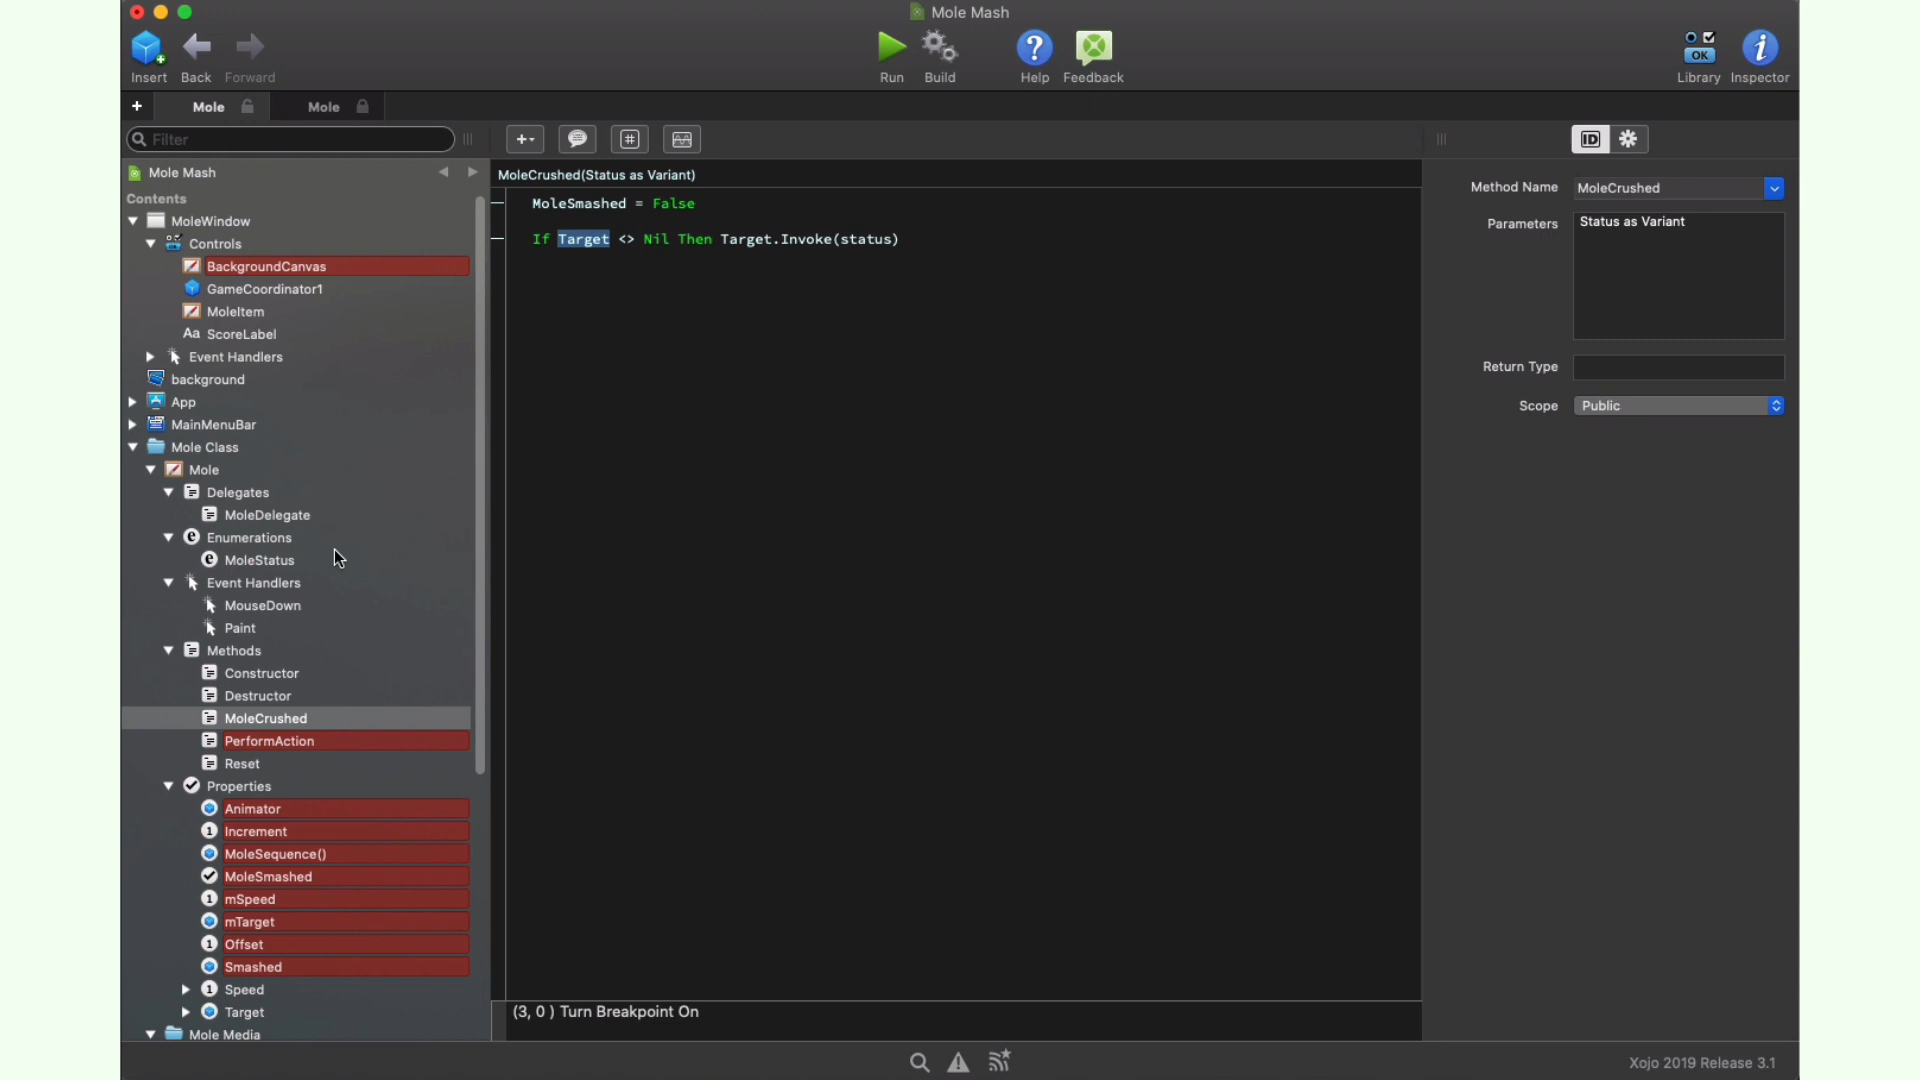 Mole Mash
Insert
Back
Forward
Run
Build
Help
Feedback
OK
Library
Inspector
+
Mole
Mole
Filter
ID
Mole Mash
Contents
MoleWindow
Controls
BackgroundCanvas
GameCoordinator1
MoleItem
Aa ScoreLabel
Event Handlers
background
App
MainMenuBar
Mole Class
Mole
Delegates
MoleDelegate
Enumerations
MoleStatus
Event Handlers
MouseDown
Paint
Methods
Constructor
Destructor
MoleCrushed
PerformAction
Reset
Properties
Animator
Increment
MoleSequence()
MoleSmashed
mSpeed
mTarget
Offset
Smashed
Speed
Target
Mole Media
MoleCrushed(Status as Variant)
MoleSmashed = False
If Target <> Nil Then Target.Invoke(status)
(3, 0 ) Turn Breakpoint On
Method Name MoleCrushed
Parameters Status as Variant
Return Type
Scope Public
Xojo 2019 Release 3.1